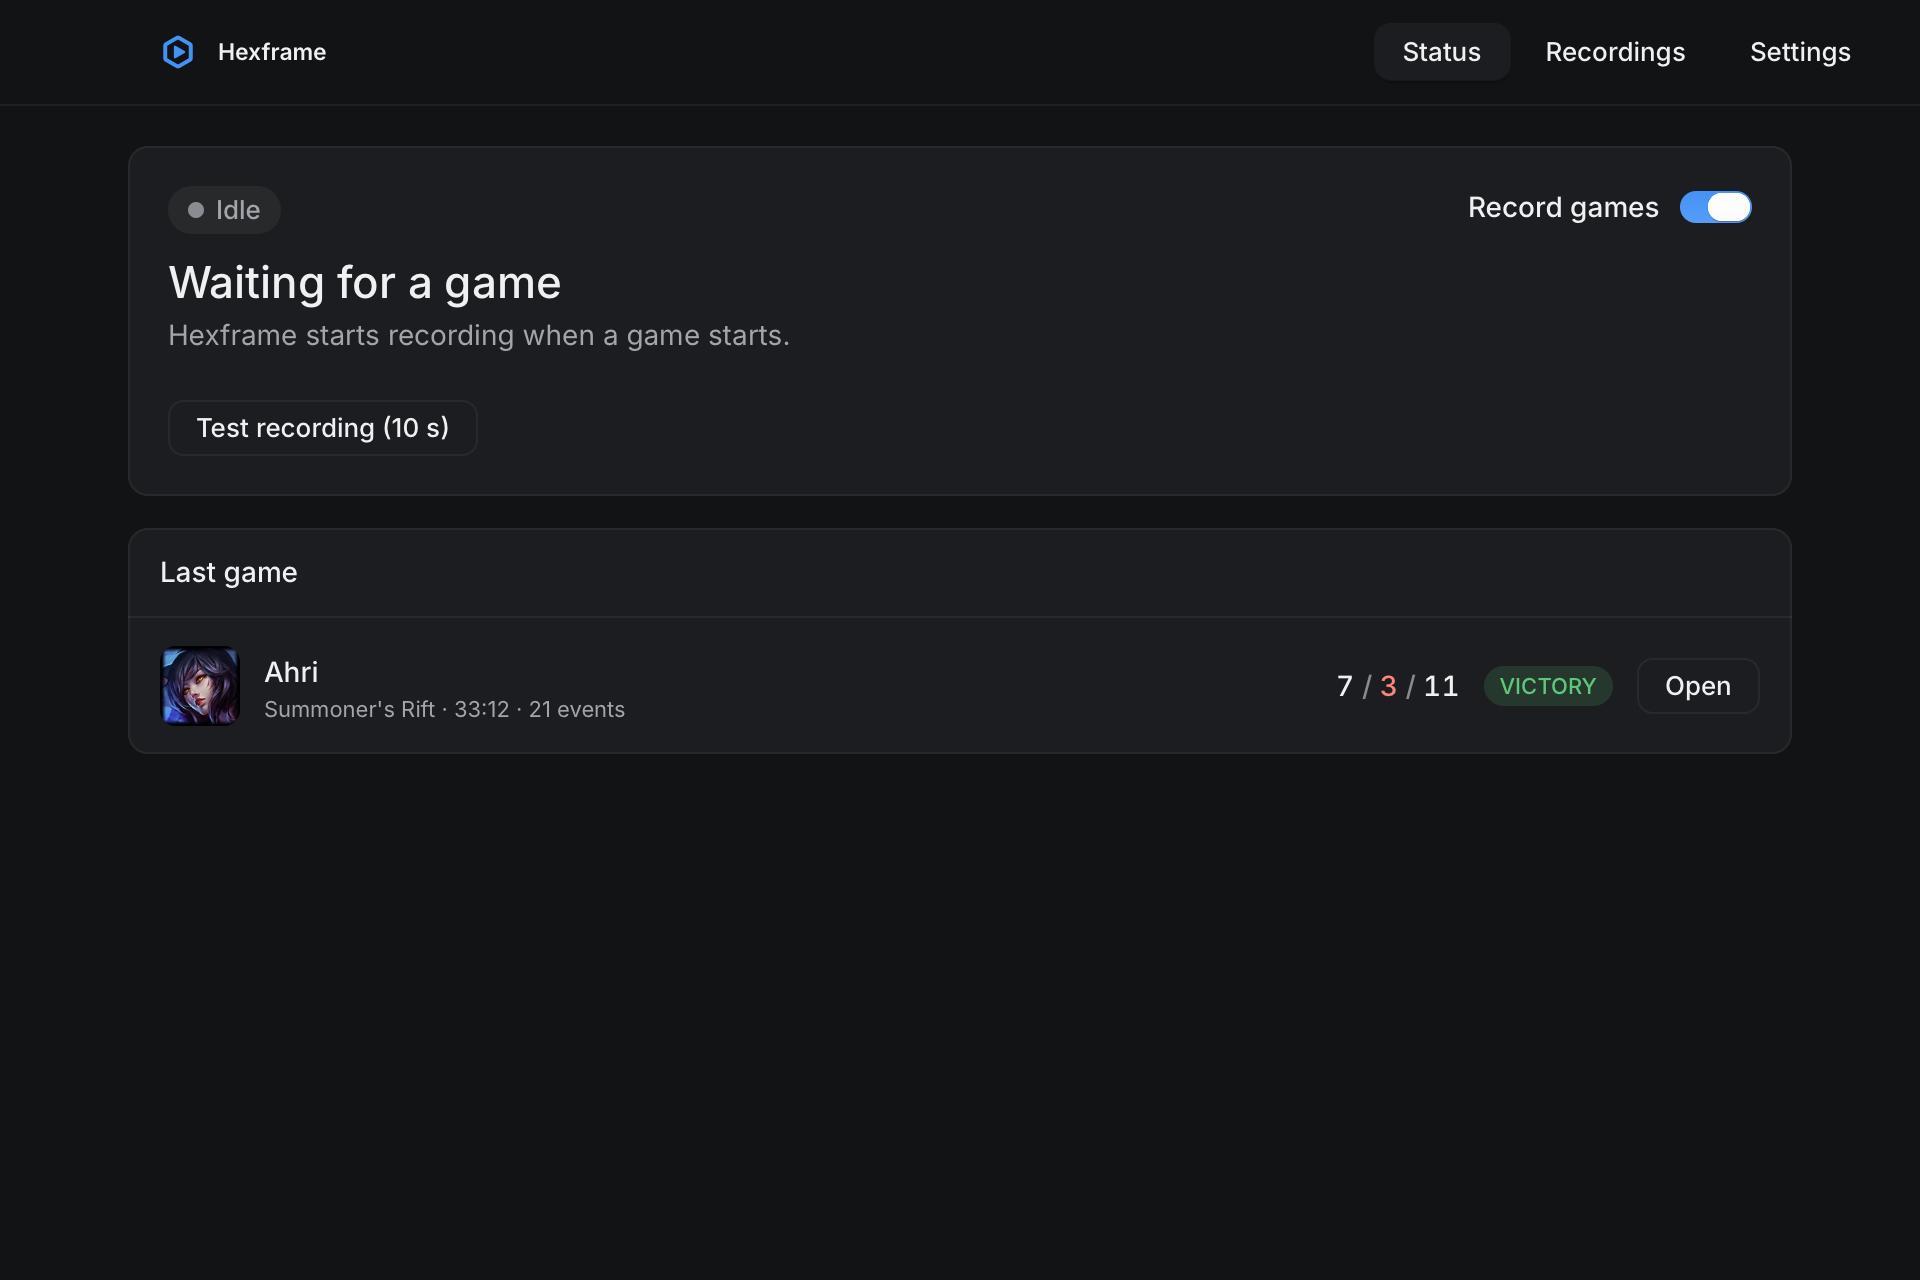 Hexframe
Status
Recordings
Settings
Idle
Record games
Waiting for a game
Hexframe starts recording when a game starts.
Test recording (10 s)
Last game
Ahri
Summoner's Rift · 33:12 · 21 events
7 / 3 / 11
VICTORY
Open